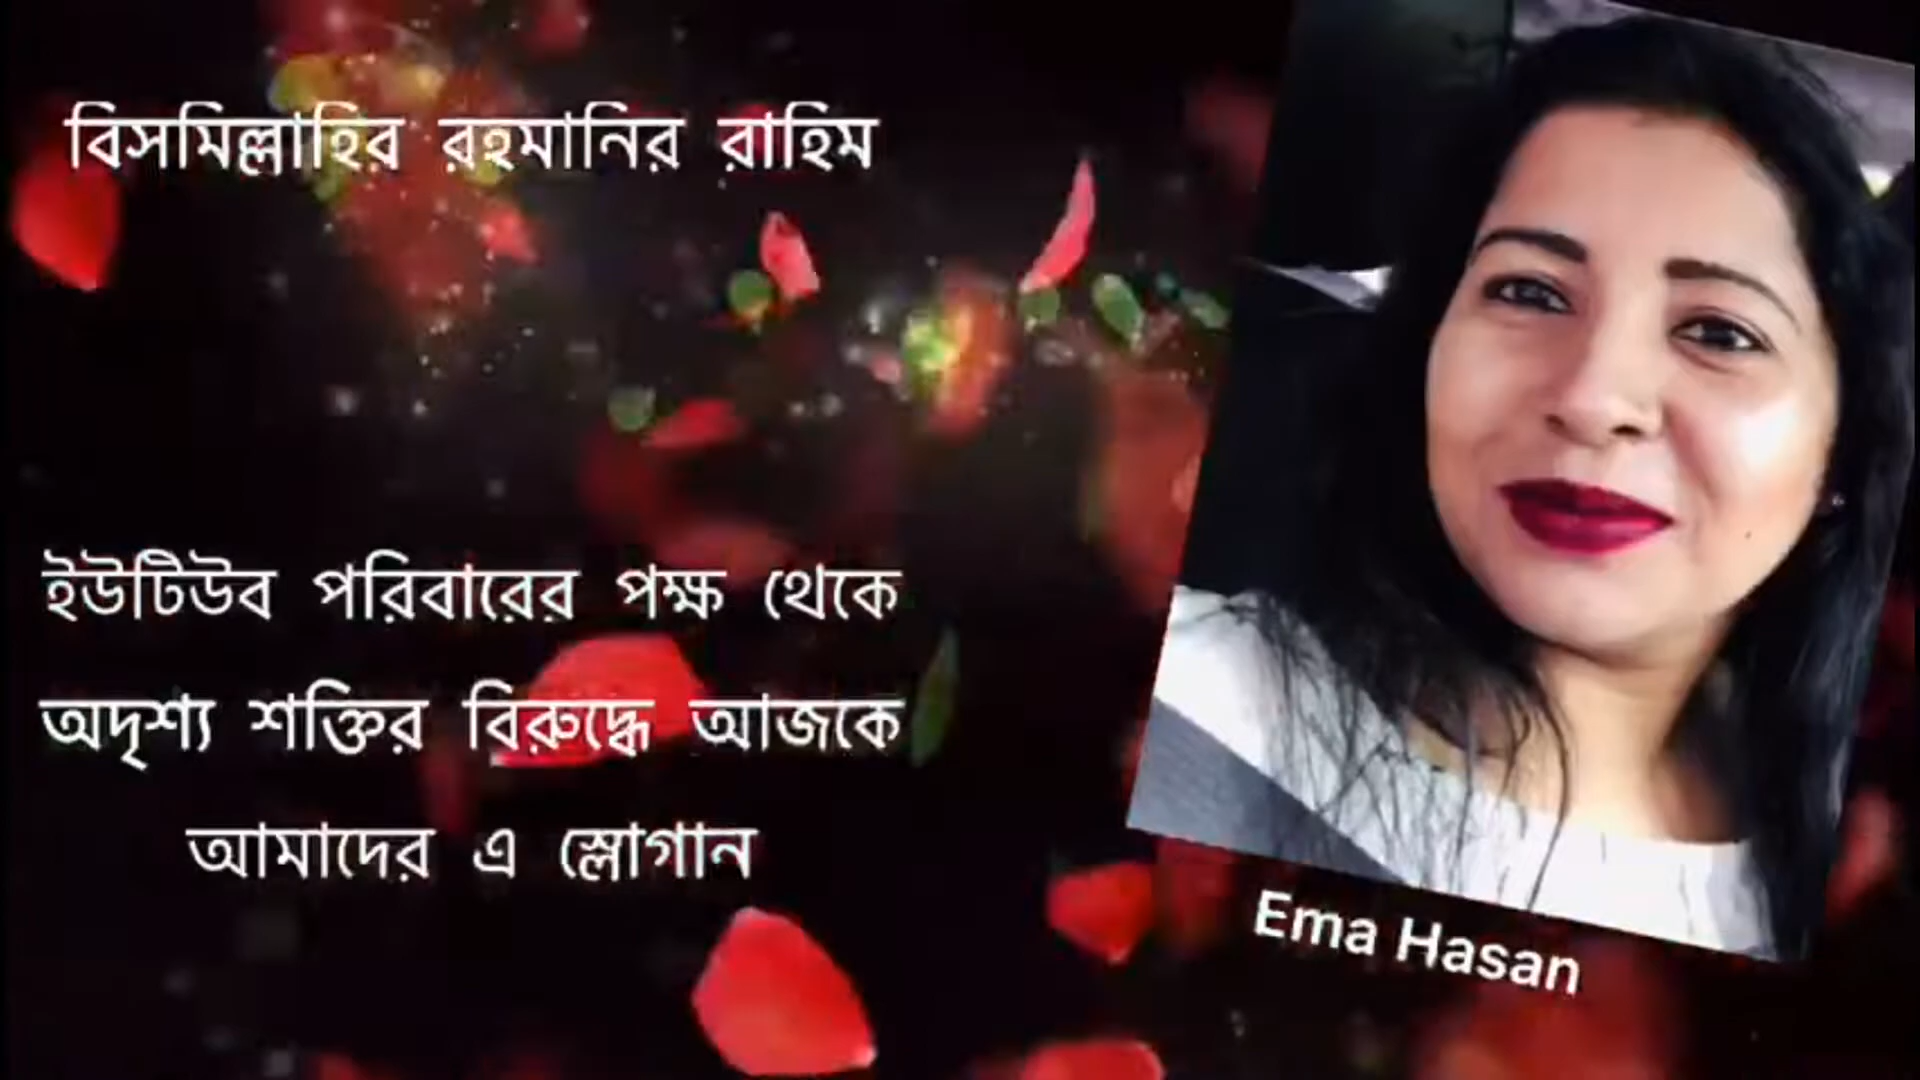 বিসমিল্লাহির রহমানির রাহিম
ইউটিউব পরিবারের পক্ষ থেকে
অদৃশ্য শক্তির বিরুদ্ধে আজকে
আমাদের এ স্লোগান
Ema Hasan